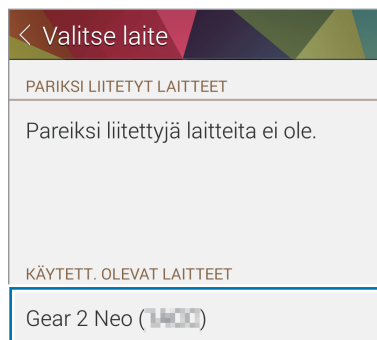 < Valitse laite
PARIKSI LIITETYT LAITTEET
Pareiksi liitettyjä laitteita ei ole.
KÄYTETT. OLEVAT LAITTEET
Gear 2 Neo ()